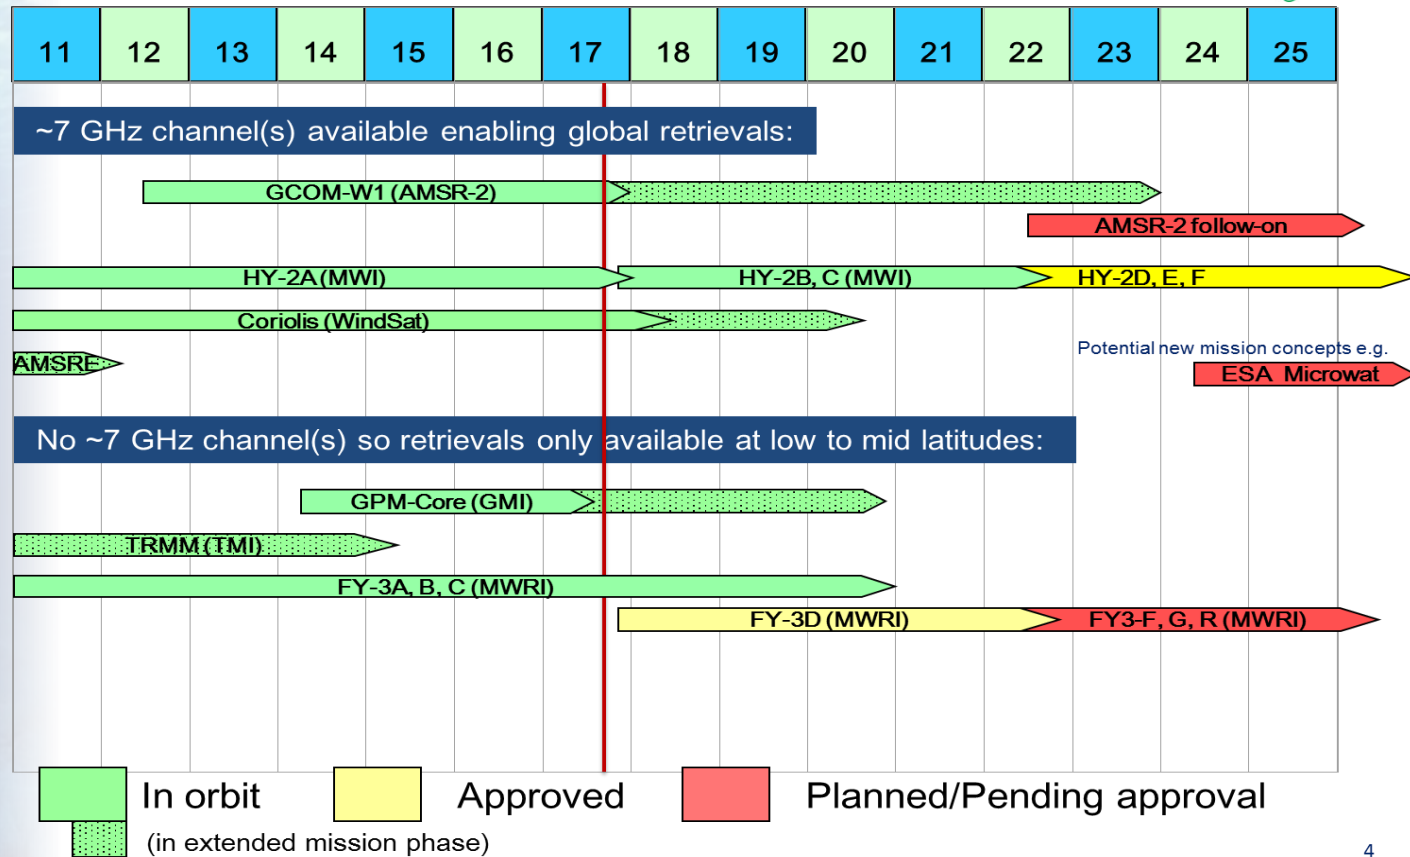 11 12 13 14 15 16 17 18 19 20 21 22 23 24 25
~7 GHz channel(s) available enabling global retrievals:
GCOM-W1 (AMSR-2)
AMSR-2 follow-on
HY-2A (MWI) HY-2B, C (MWI) HY-2D, E, F
Coriolis (WindSat)
Potential new mission concepts e.g.
AMSRE
ESA Microwat
No ~7 GHz channel(s) so retrievals only available at low to mid latitudes:
GPM-Core (GMI)
TRMM (TMI)
FY-3A, B, C (MWRI)
FY-3D (MWRI) FY3-F, G, R (MWRI)
In orbit Approved Planned/Pending approval
(in extended mission phase)
4